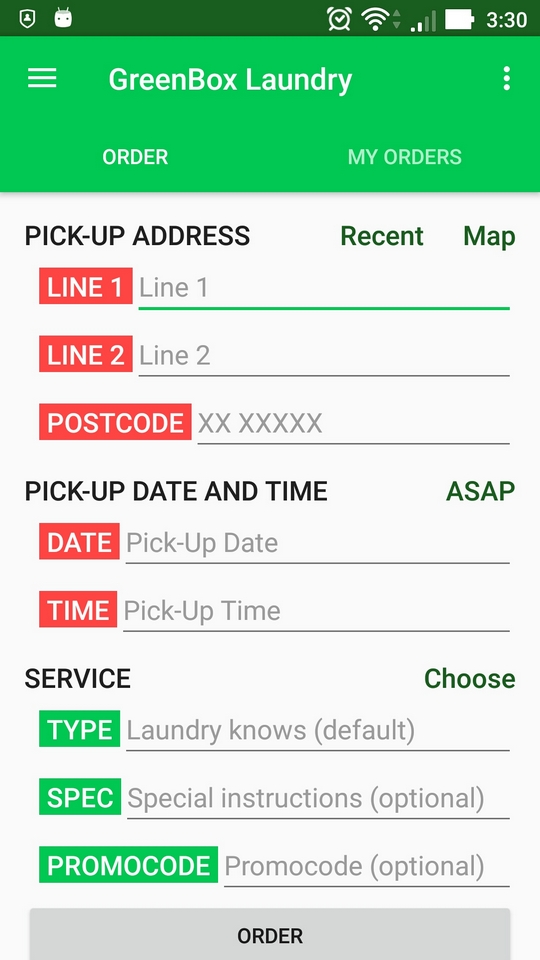 3:30
GreenBox Laundry
ORDER MY ORDERS
PICK-UP ADDRESS Recent Map
LINE 1 Line 1
LINE 2 Line 2
POSTCODE XX XXXXX
PICK-UP DATE AND TIME ASAP
DATE Pick-Up Date
TIME Pick-Up Time
SERVICE Choose
TYPE Laundry knows (default)
SPEC Special instructions (optional)
PROMOCODE Promocode (optional)
ORDER